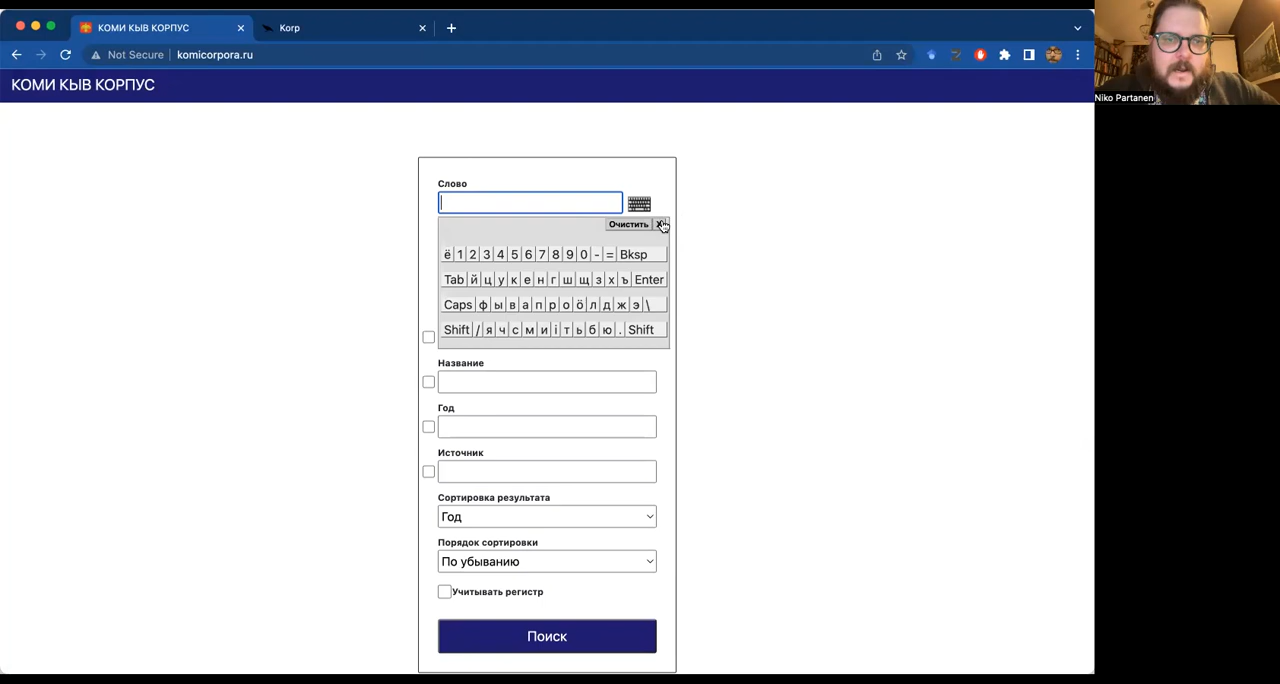 КОМИ КЫВ КОРПУС
Korp
Not Secure komicorpora.ru
КОМИ КЫВ КОРПУС
Niko Partanen
Слово
Очистить X
ё 1 2 3 4 5 6 7 8 9 0 - = Bksp
Tab й ц у к е н г ш щ з х ъ Enter
Caps ф ы в а п р о ӧ л д ж э \
Shift / я ч с м и і т ь б ю . Shift
Название
Год
Источник
Сортировка результата
Год
Порядок сортировки
По убыванию
Учитывать регистр
Поиск